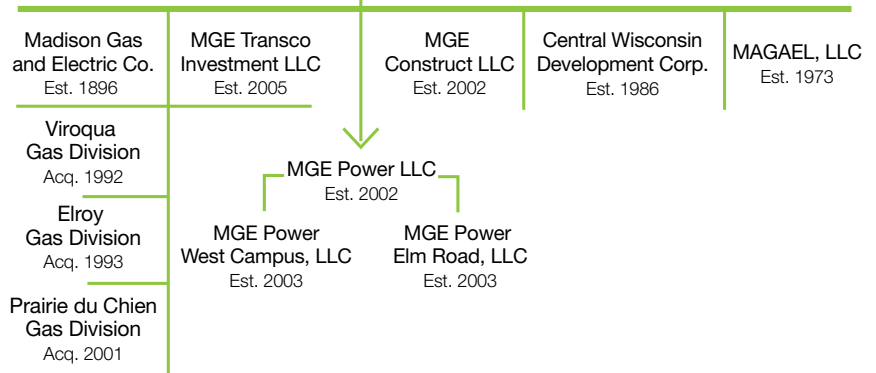 Madison Gas
and Electric Co.
Est. 1896
MGE Transco
Investment LLC
Est. 2005
MGE
Construct LLC
Est. 2002
Central Wisconsin
Development Corp.
Est. 1986
MAGAEL, LLC
Est. 1973
Viroqua
Gas Division
Acq. 1992
Elroy
Gas Division
Acq. 1993
Prairie du Chien
Gas Division
Acq. 2001
MGE Power LLC
Est. 2002
MGE Power
West Campus, LLC
Est. 2003
MGE Power
Elm Road, LLC
Est. 2003